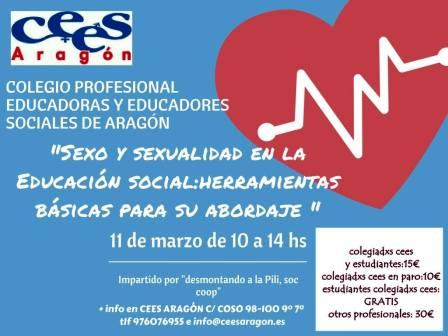 cees
Aragón
COLEGIO PROFESIONAL
EDUCADORAS Y EDUCADORES
SOCIALES DE ARAGÓN
"Sexo y sexualidad en la
Educación social:herramientas
básicas para su abordaje "
11 de marzo de 10 a 14 hs
Impartido por "desmontando a la Pili, soc
coop"
+ info en CEES ARAGÓN C/ COSO 98-100 9º 7ª
tlf 976076955 e info@ceesaragon.es
colegiadxs cees
y estudiantes:15€
colegiadxs cees en paro:10€
estudiantes colegiadxs cees:
GRATIS
otros profesionales: 30€